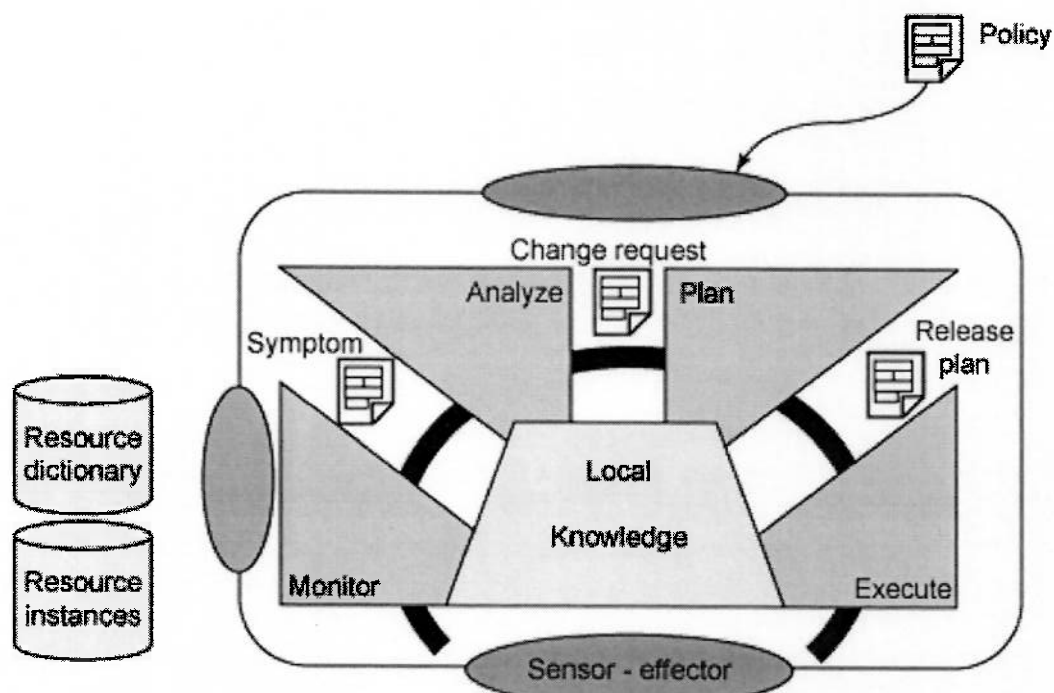 Policy
Change request
Analyze
Plan
Symptom
Release
plan
Resource
dictionary
Local
Knowledge
Resource
instances
Monitor
Execute
Sensor - effector